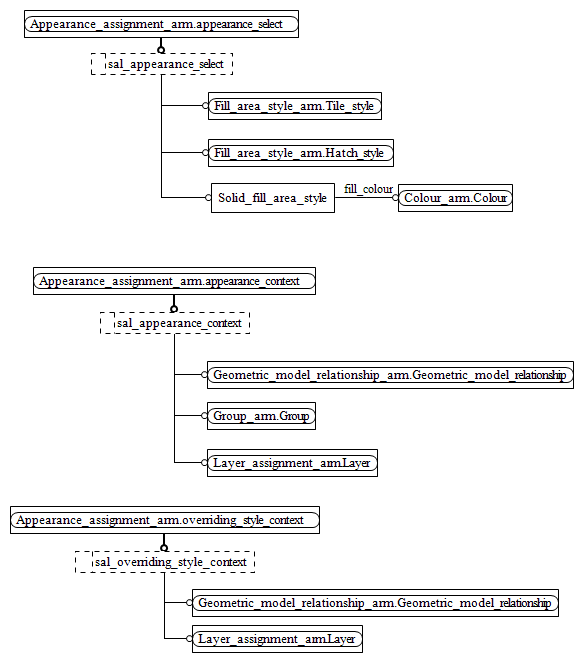 Appearance_assignment_arm.appearance_select
sal_appearance_select
Fill_area_style_arm.Tile_style
Fill_area_style_arm.Hatch_style
Solid_fill_area_style
fill_colour
Colour_arm.Colour
Appearance_assignment_arm.appearance_context
sal_appearance_context
Geometric_model_relationship_arm.Geometric_model_relationship
Group_arm.Group
Layer_assignment_arm.Layer
Appearance_assignment_arm.overriding_style_context
sal_overriding_style_context
Geometric_model_relationship_arm.Geometric_model_relationship
Layer_assignment_arm.Layer